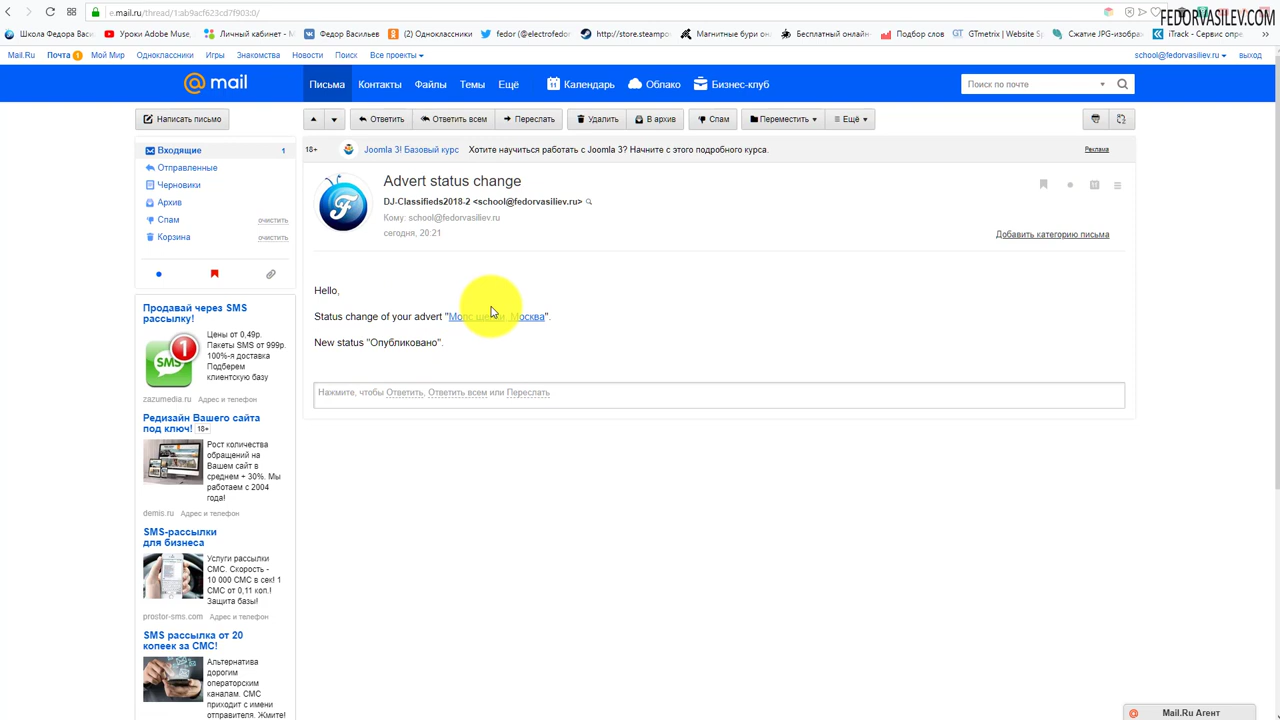 e.mail.ru/thread/1:ab9acf623cd7f903:0/
FEDORVASILEV.COM
Школа Федора Васи
Уроки Adobe Muse,
Личный кабинет - М
Федор Васильев
(2) Одноклассники
fedor (@electrofedo
http://store.steampo
Магнитные бури он
Бесплатный онлайн
Подбор слов
GTmetrix | Website S
Сжатие JPG-изобра
iTrack - Сервис опре
Mail.Ru Почта 1 Мой Мир Одноклассники Игры Знакомства Новости Поиск Все проекты
school@fedorvasiliev.ru выход
@mail
Письма Контакты Файлы Темы Ещё 11 Календарь Облако Бизнес-клуб
Поиск по почте
Написать письмо
Ответить Ответить всем Переслать Удалить В архив Спам Переместить Ещё
Входящие 1
Отправленные
Черновики
Архив
Спам очистить
Корзина очистить
18+ Joomla 3! Базовый курс Хотите научиться работать с Joomla 3? Начните с этого подробного курса. Реклама
Advert status change
DJ-Classifieds2018-2 <school@fedorvasiliev.ru>
Кому: school@fedorvasiliev.ru
сегодня, 20:21
Добавить категорию письма
Hello,
Status change of your advert "Мопс щенки, Москва".
New status "Опубликовано".
Нажмите, чтобы Ответить, Ответить всем или Переслать
Продавай через SMS
рассылку!
SMS 1
Цены от 0,49р.
Пакеты SMS от 999р.
100%-я доставка
Подберем
клиентскую базу
zazumedia.ru Адрес и телефон
Редизайн Вашего сайта
под ключ! 18+
Рост количества
обращений на
Вашем сайт в
среднем + 30%. Мы
работаем с 2004
года!
demis.ru Адрес и телефон
SMS-рассылки
для бизнеса
Услуги рассылки
СМС. Скорость -
10 000 СМС в сек! 1
СМС от 0,11 коп.!
Защита базы!
prostor-sms.com Адрес и телефон
SMS рассылка от 20
копеек за СМС!
Альтернатива
дорогим
операторским
каналам. СМС
приходит с имени
отправителя. Жмите!
Mail.Ru Агент